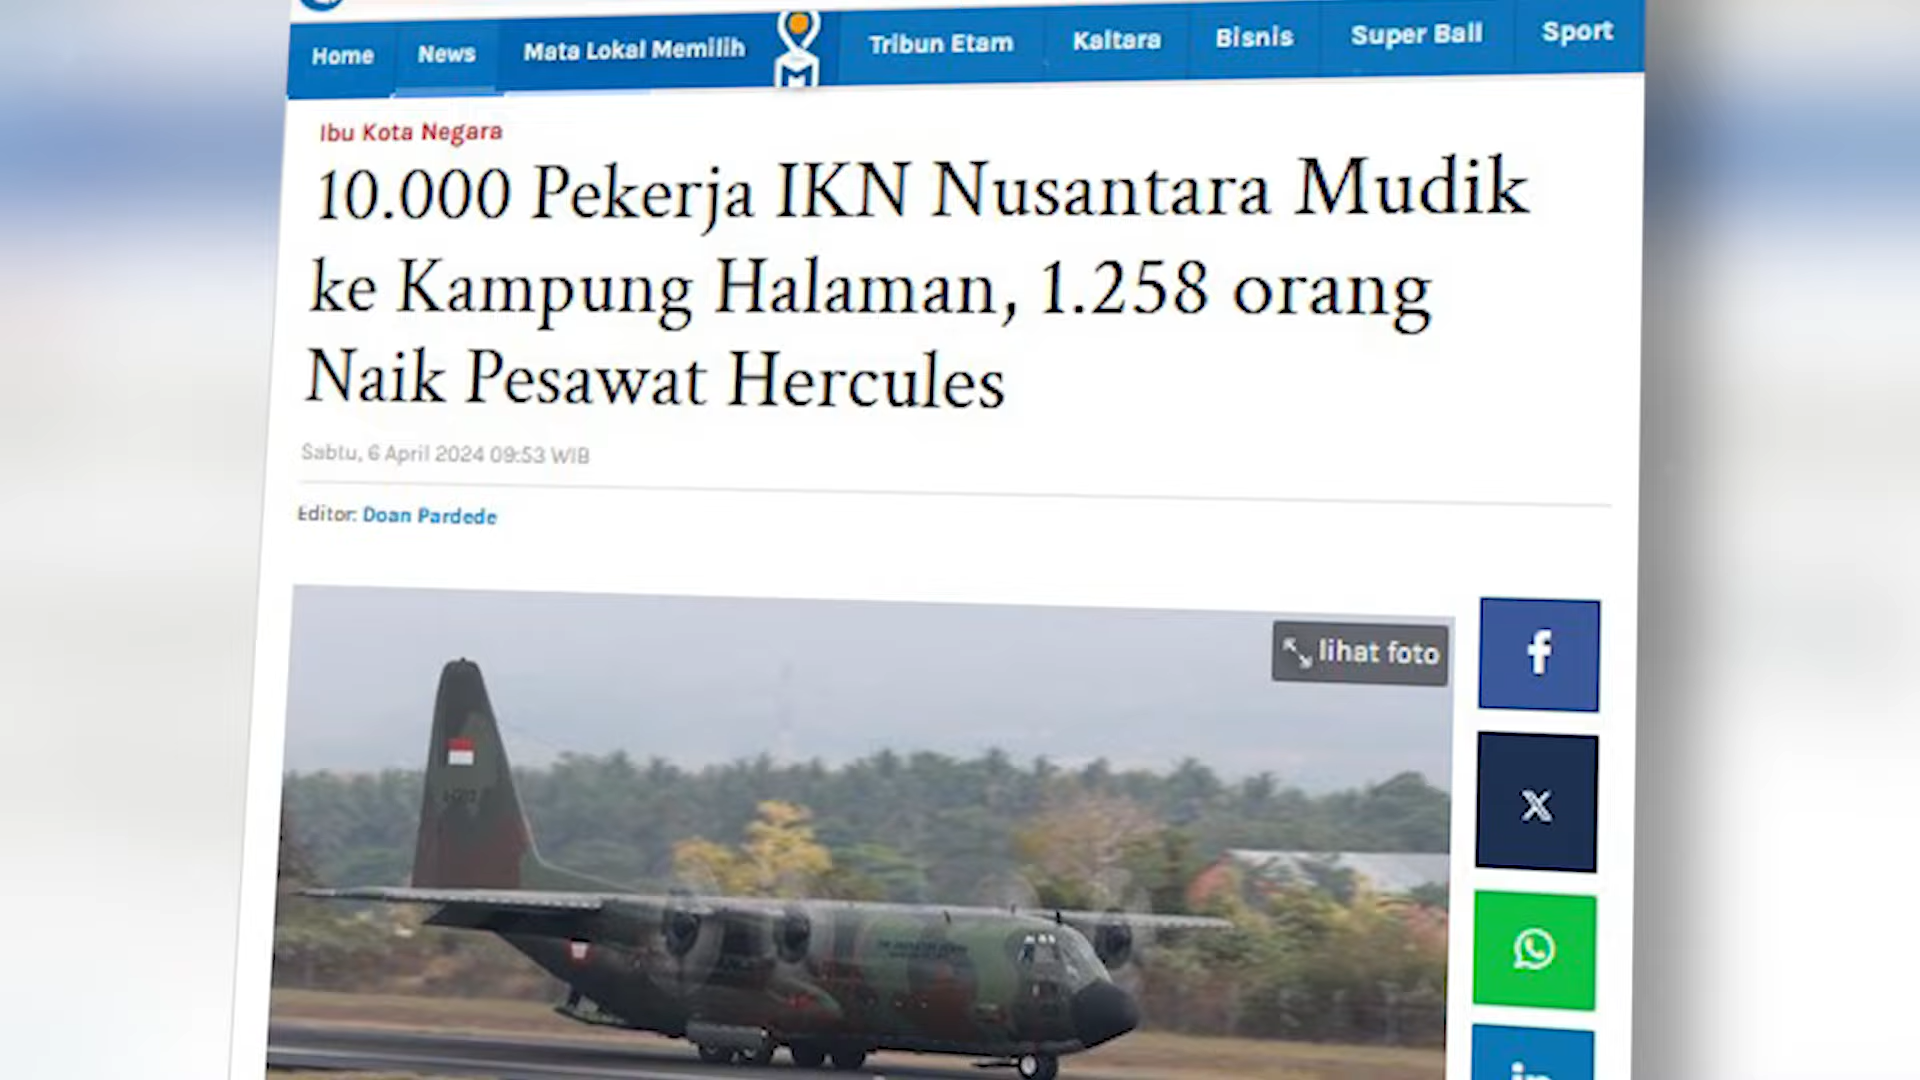 Home News Mata Lokal Memilih M Tribun Etam Kaltara Bisnis Super Ball Sport
Ibu Kota Negara
10.000 Pekerja IKN Nusantara Mudik
ke Kampung Halaman, 1.258 orang
Naik Pesawat Hercules
Sabtu, 6 April 2024 09:53 WIB
Editor: Doan Pardede
lihat foto